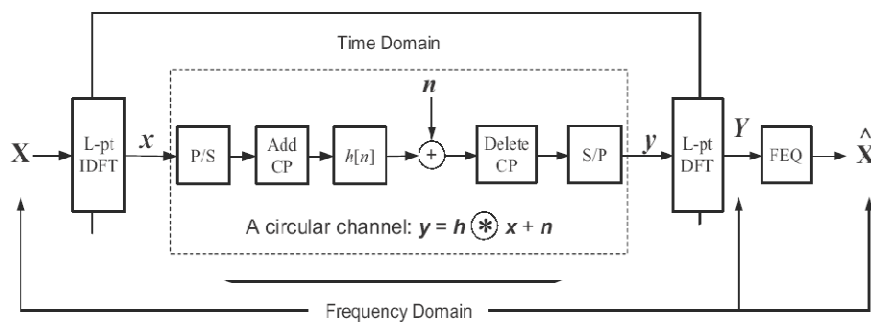 Time Domain
n
X
L-pt
IDFT
x
P/S
Add
CP
h[n]
+
Delete
CP
S/P
y
L-pt
DFT
Y
FEQ
X̂
A circular channel: y = h ⊛ x + n
Frequency Domain